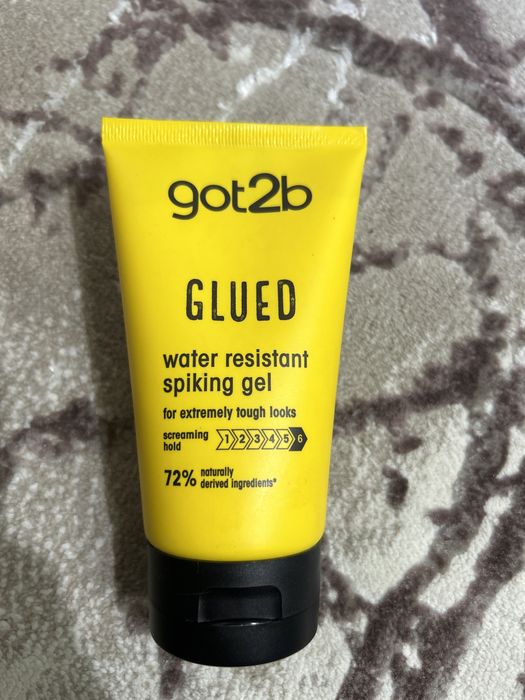 got2b
GLUED
water resistant
spiking gel
for extremely tough looks
screaming
hold
1 2 3 4 5 6
72% naturally
derived ingredients*